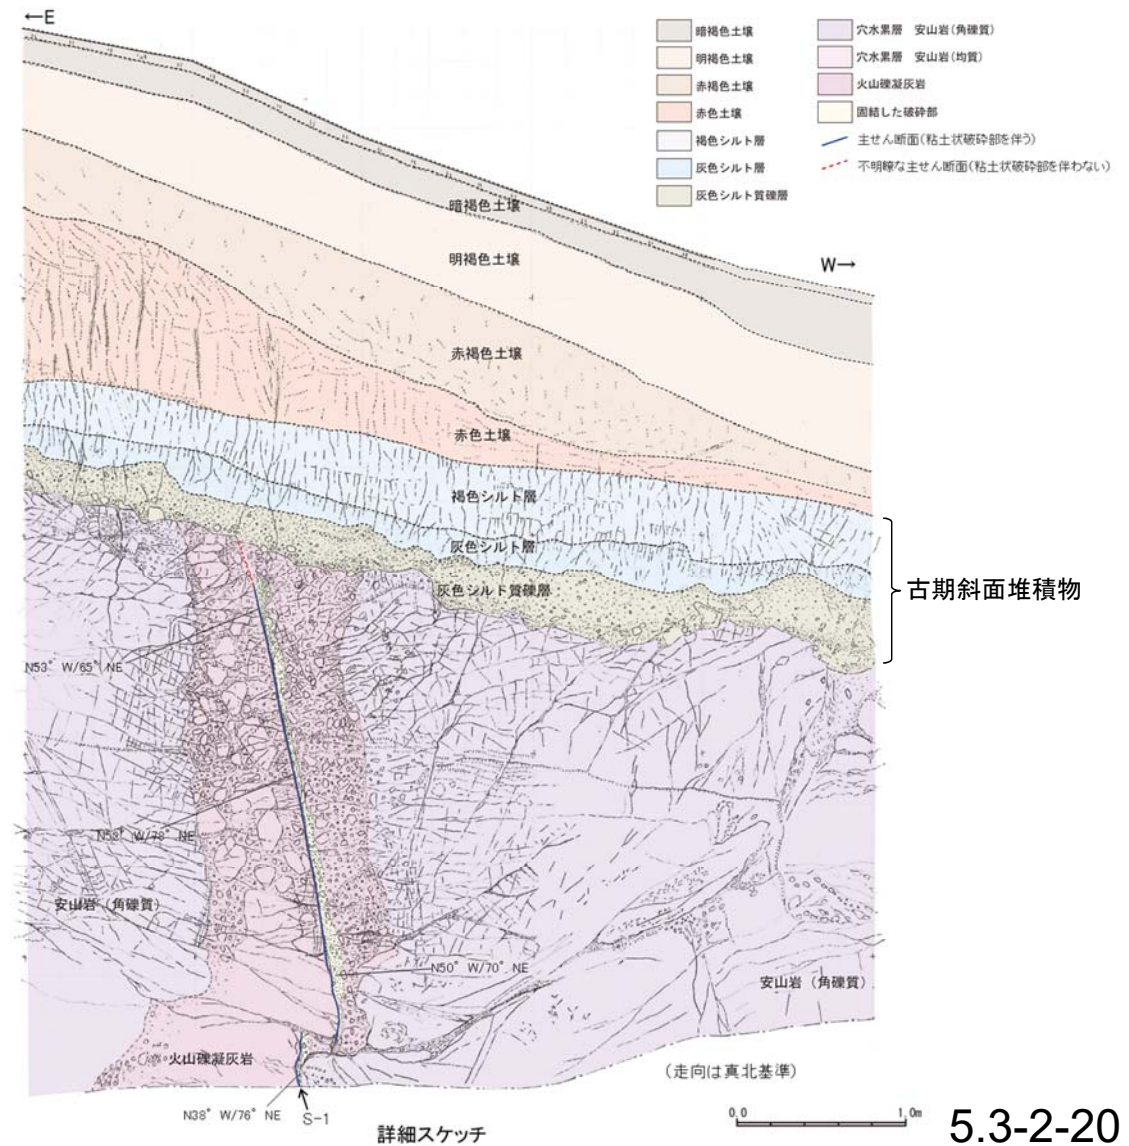 ←E
暗褐色土壌
明褐色土壌
赤褐色土壌
赤色土壌
褐色シルト層
灰色シルト層
灰色シルト質礫層
穴水累層 安山岩(角礫質)
穴水累層 安山岩(均質)
火山礫凝灰岩
固結した破砕部
主せん断面(粘土状破砕部を伴う)
不明瞭な主せん断面(粘土状破砕部を伴わない)
暗褐色土壌
W→
明褐色土壌
赤褐色土壌
赤色土壌
褐色シルト層
灰色シルト層
灰色シルト質礫層
古期斜面堆積物
N53° W/65° NE
N58° W/78° NE
安山岩(角礫質)
N50° W/70° NE
安山岩(角礫質)
火山礫凝灰岩
(走向は真北基準)
N38° W/76° NE
S-1
詳細スケッチ
0.0 1.0m
5.3-2-20